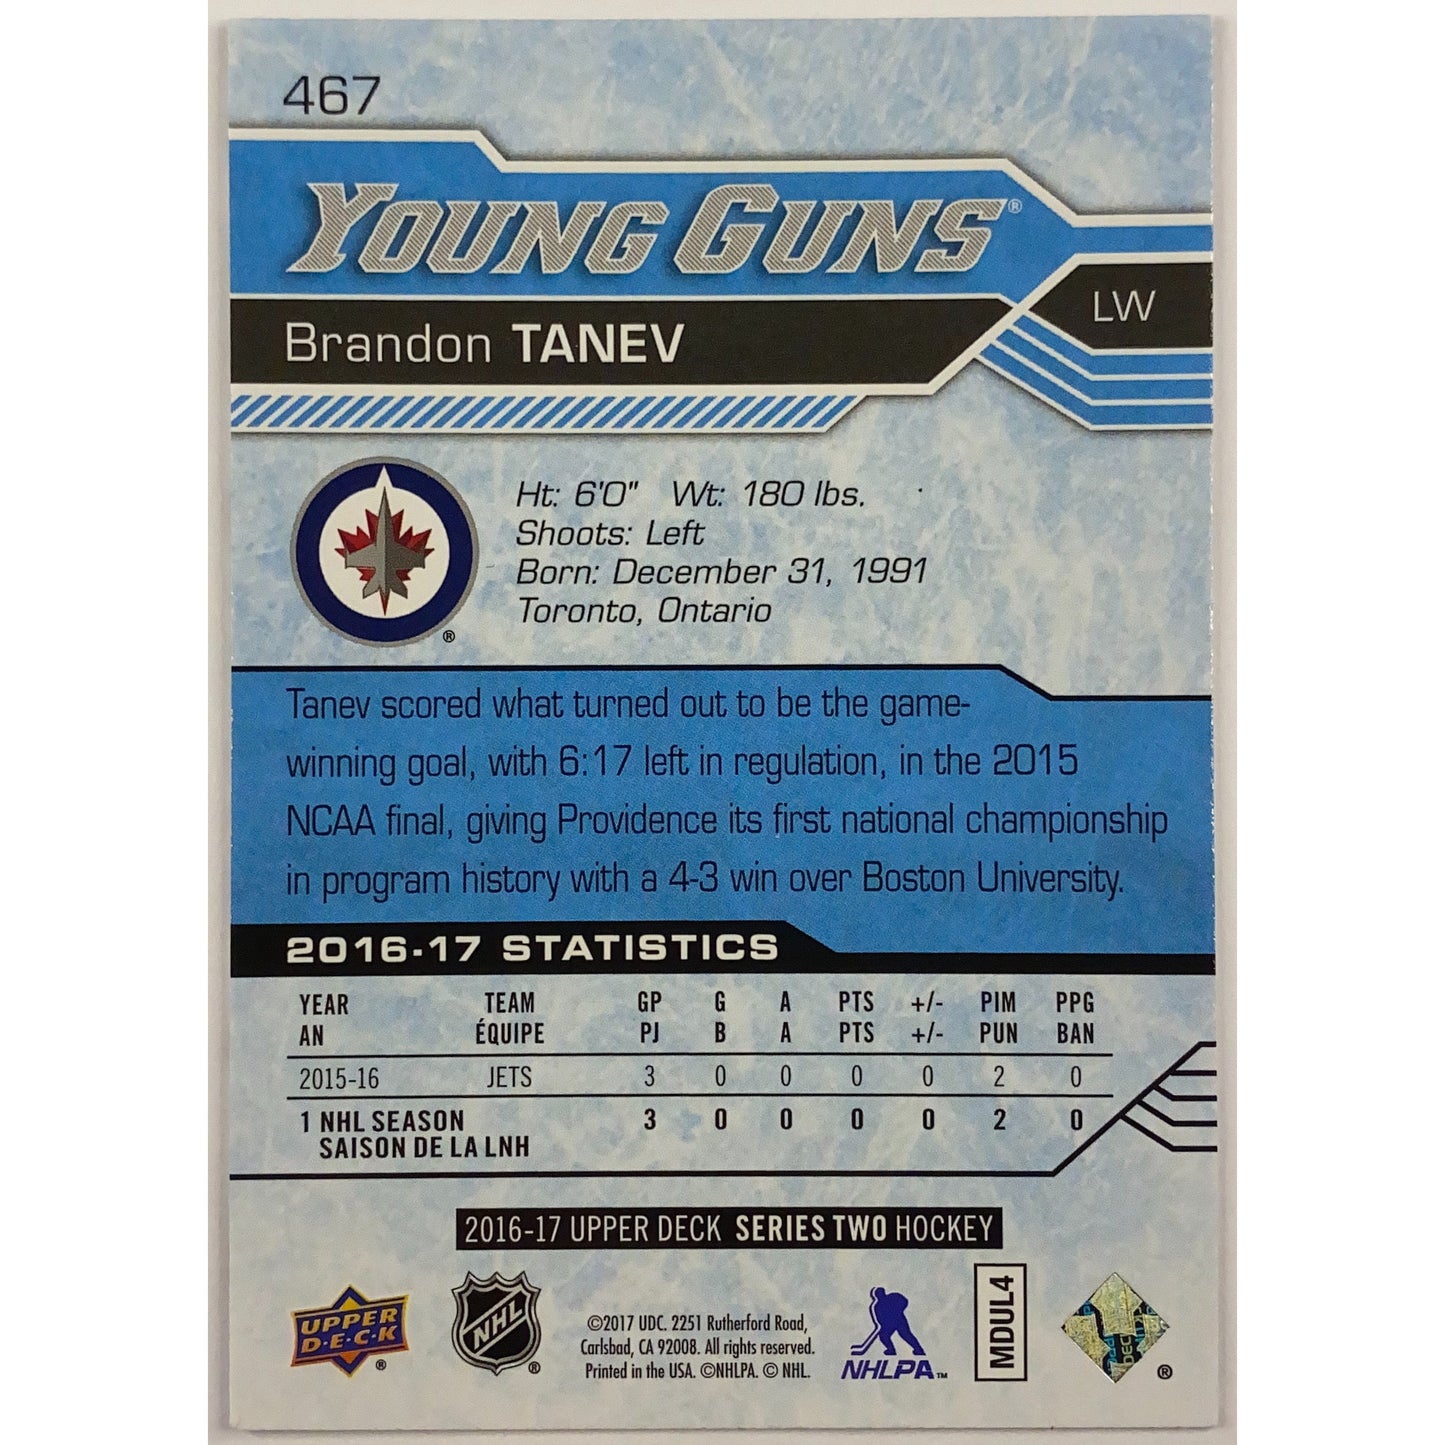 467
YOUNG GUNS®
Brandon TANEV
LW
Ht: 6'0" Wt: 180 lbs.
Shoots: Left
Born: December 31, 1991
Toronto, Ontario
®
Tanev scored what turned out to be the game-
winning goal, with 6:17 left in regulation, in the 2015
NCAA final, giving Providence its first national championship
in program history with a 4-3 win over Boston University.
2016-17 STATISTICS
YEAR TEAM GP G A PTS +/- PIM PPG
AN ÉQUIPE PJ B A PTS +/- PUN BAN
2015-16 JETS 3 0 0 0 0 2 0
1 NHL SEASON 3 0 0 0 0 2 0
SAISON DE LA LNH
2016-17 UPPER DECK SERIES TWO HOCKEY
UPPER
D·E·C·K
®
NHL
®
©2017 UDC. 2251 Rutherford Road,
Carlsbad, CA 92008. All rights reserved.
Printed in the USA. ©NHLPA. © NHL.
NHLPA™
MDUL4
®